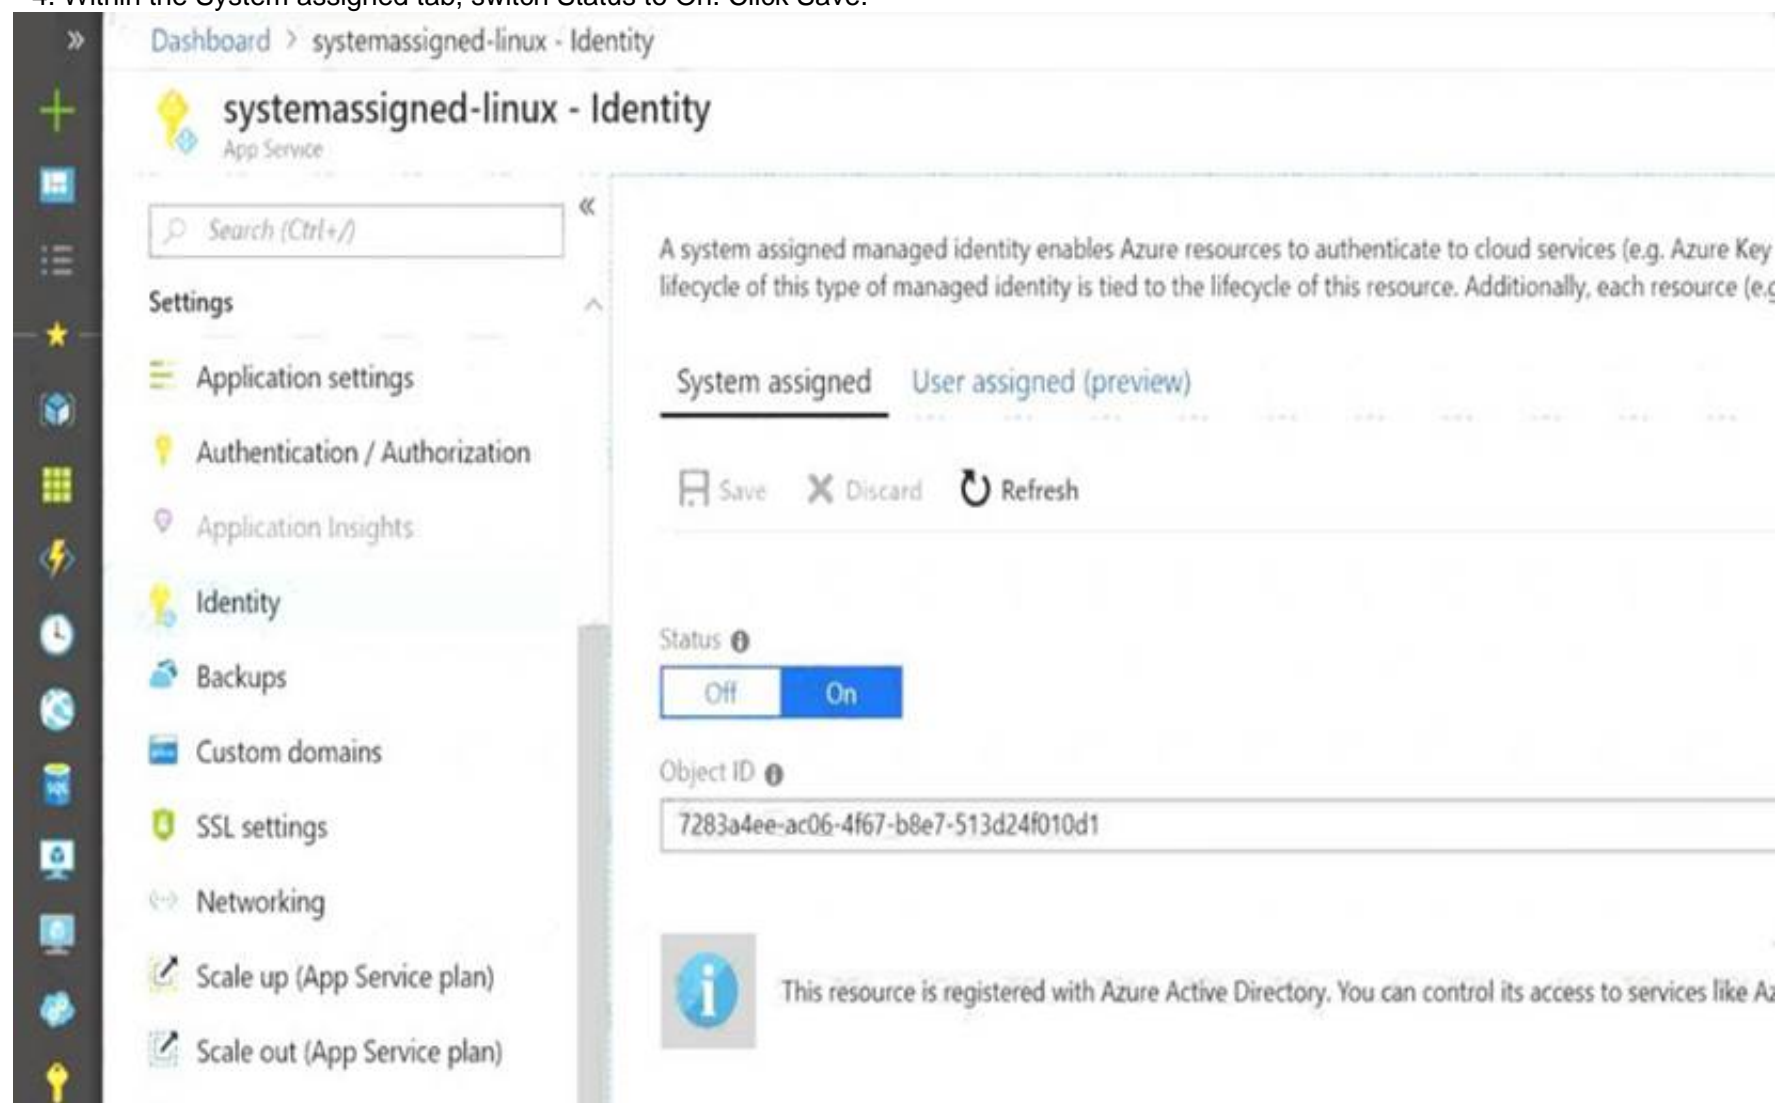 4. Within the System assigned tab, switch Status to On. Click Save.
» Dashboard > systemassigned-linux - Identity
systemassigned-linux - Identity
App Service
Search (Ctrl+/)
«
Settings
Application settings
Authentication / Authorization
Application Insights
Identity
Backups
Custom domains
SSL settings
Networking
Scale up (App Service plan)
Scale out (App Service plan)
A system assigned managed identity enables Azure resources to authenticate to cloud services (e.g. Azure Key
lifecycle of this type of managed identity is tied to the lifecycle of this resource. Additionally, each resource (e.g
System assigned User assigned (preview)
Save Discard Refresh
Status
Off On
Object ID
7283a4ee-ac06-4f67-b8e7-513d24f010d1
This resource is registered with Azure Active Directory. You can control its access to services like Az
SQL